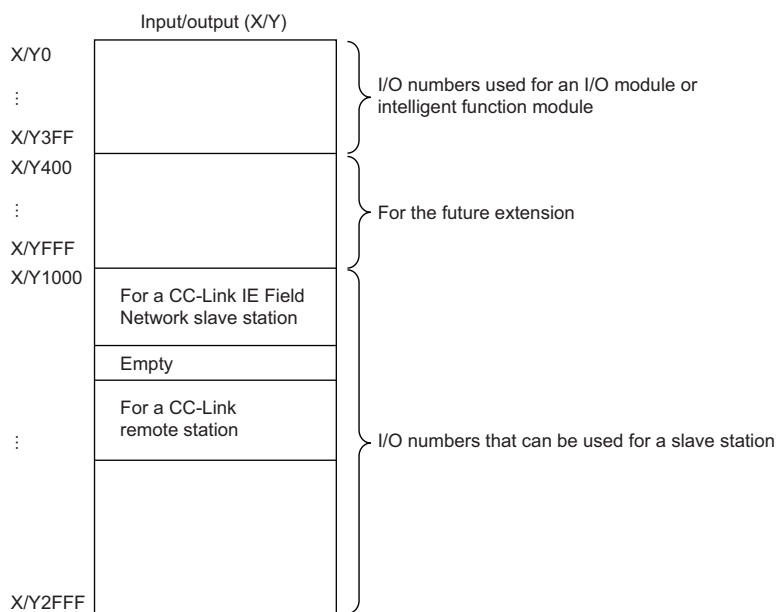 Input/output (X/Y)
X/Y0
⋮
X/Y3FF
I/O numbers used for an I/O module or
intelligent function module
X/Y400
⋮
X/YFFF
For the future extension
X/Y1000
For a CC-Link IE Field
Network slave station
Empty
For a CC-Link
remote station
⋮
I/O numbers that can be used for a slave station
X/Y2FFF